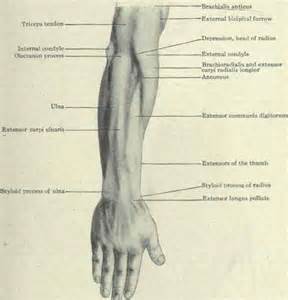 Brachialis anticus
External bicipital furrow
Triceps tendon
Depression, head of radius
Internal condyle
External condyle
Olecranon process
Brachioradialis and extensor
carpi radialis longior
Anconeus
Ulna
Extensor communis digitorum
Extensor carpi ulnaris
Extensors of the thumb
Styloid process of ulna
Styloid process of radius
Extensor longus pollicis